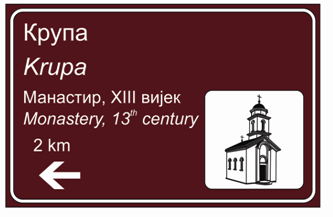 Крупа
Krupa
Манастир, XIII вијек
Monastery, 13th century
2 km